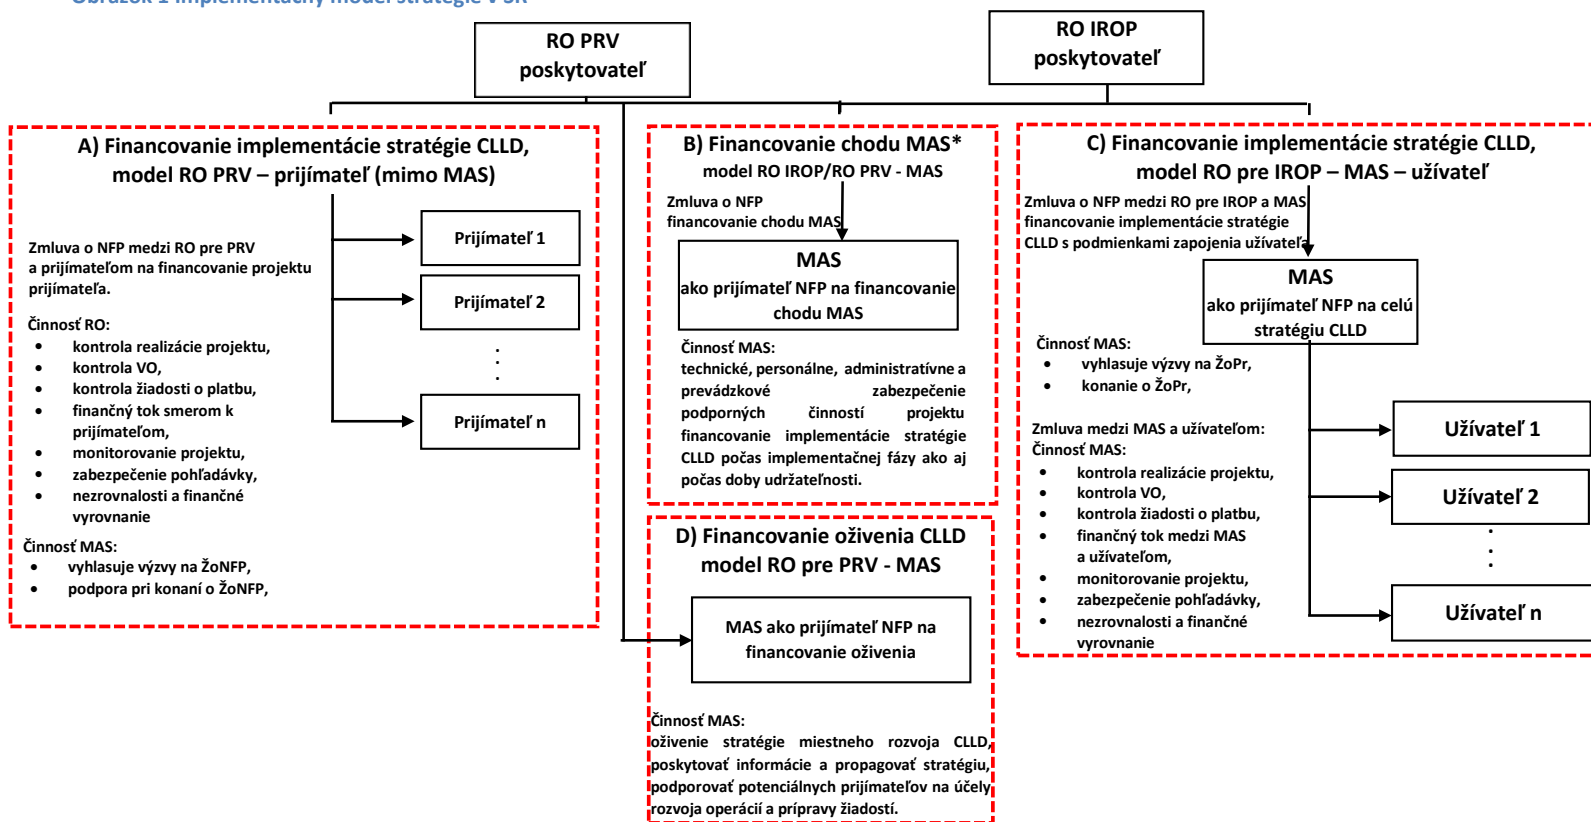 Obrázok 1 Implementačný model stratégie v SR
RO PRV
poskytovateľ
RO IROP
poskytovateľ
A) Financovanie implementácie stratégie CLLD,
model RO PRV – prijímateľ (mimo MAS)
Zmluva o NFP medzi RO pre PRV
a prijímateľom na financovanie projektu
prijímateľa.
Činnosť RO:
• kontrola realizácie projektu,
• kontrola VO,
• kontrola žiadosti o platbu,
• finančný tok smerom k
prijímateľom,
• monitorovanie projektu,
• zabezpečenie pohľadávky,
• nezrovnalosti a finančné
vyrovnanie
Činnosť MAS:
• vyhlasuje výzvy na ŽoNFP,
• podpora pri konaní o ŽoNFP,
Prijímateľ 1
Prijímateľ 2
Prijímateľ n
B) Financovanie chodu MAS*
model RO IROP/RO PRV - MAS
Zmluva o NFP
financovanie chodu MAS
MAS
ako prijímateľ NFP na financovanie
chodu MAS
Činnosť MAS:
technické, personálne, administratívne a
prevádzkové zabezpečenie
podporných činností projektu
financovanie implementácie stratégie
CLLD počas implementačnej fázy ako aj
počas doby udržateľnosti.
D) Financovanie oživenia CLLD
model RO pre PRV - MAS
MAS ako prijímateľ NFP na
financovanie oživenia
Činnosť MAS:
oživenie stratégie miestneho rozvoja CLLD,
poskytovať informácie a propagovať stratégiu,
podporovať potenciálnych prijímateľov na účely
rozvoja operácií a prípravy žiadostí.
C) Financovanie implementácie stratégie CLLD,
model RO pre IROP – MAS – užívateľ
Zmluva o NFP medzi RO pre IROP a MAS
financovanie implementácie stratégie
CLLD s podmienkami zapojenia užívateľa
MAS
ako prijímateľ NFP na celú
stratégiu CLLD
Činnosť MAS:
• vyhlasuje výzvy na ŽoPr,
• konanie o ŽoPr,
Zmluva medzi MAS a užívateľom:
Činnosť MAS:
• kontrola realizácie projektu,
• kontrola VO,
• kontrola žiadosti o platbu,
• finančný tok medzi MAS
a užívateľom,
• monitorovanie projektu,
• zabezpečenie pohľadávky,
• nezrovnalosti a finančné
vyrovnanie
Užívateľ 1
Užívateľ 2
Užívateľ n